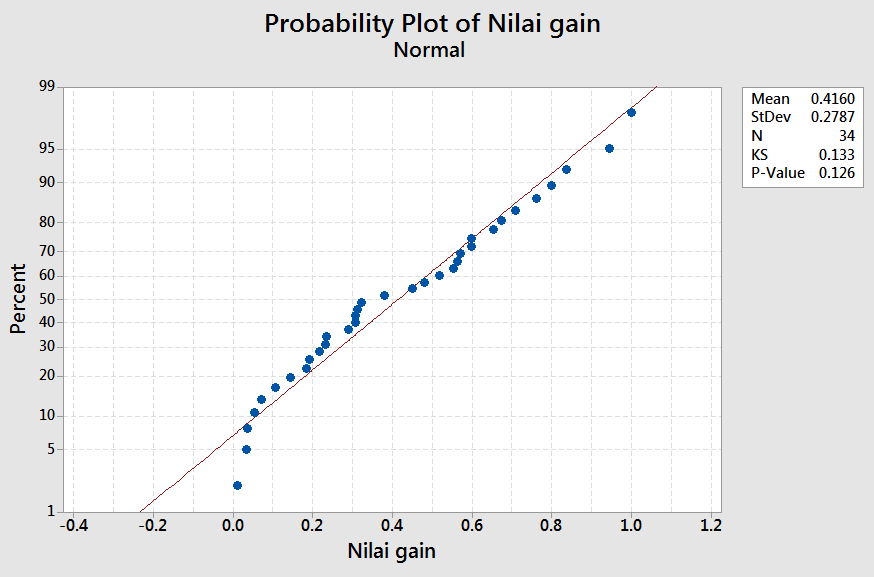 Probability Plot of Nilai gain
Normal
99
95
90
80
70
60
50
40
30
20
10
5
1
Percent
-0.4 -0.2 0.0 0.2 0.4 0.6 0.8 1.0 1.2
Nilai gain
Mean 0.4160
StDev 0.2787
N 34
KS 0.133
P-Value 0.126